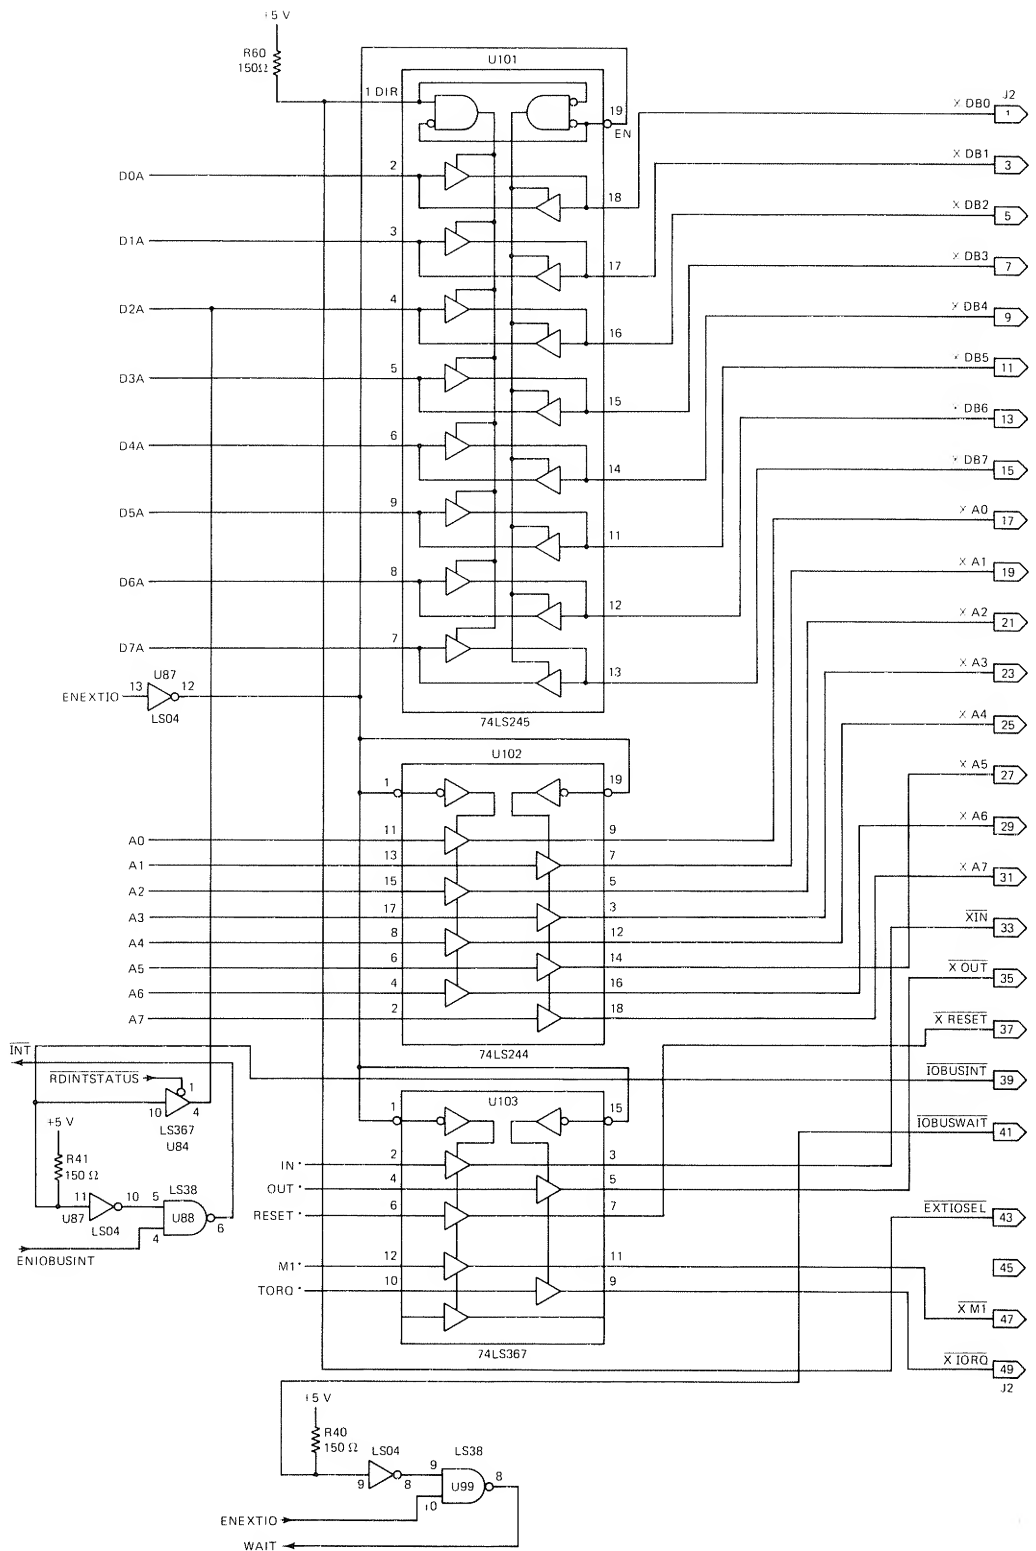 +5 V
R60
150Ω
U101
1 DIR
19
EN
J2
X DB0
1
X DB1
3
X DB2
5
X DB3
7
X DB4
9
X DB5
11
DB6
13
DB7
15
X A0
17
X A1
19
X A2
21
X A3
23
X A4
25
X A5
27
X A6
29
X A7
31
XIN
33
X OUT
35
X RESET
37
IOBUSINT
39
IOBUSWAIT
41
EXTIOSEL
43
45
X M1
47
X IORQ
49
J2
D0A
2
18
D1A
3
17
D2A
4
16
D3A
5
15
D4A
6
14
D5A
9
11
D6A
8
12
D7A
7
13
74LS245
ENEXTIO
13
U87
12
LS04
U102
1
19
A0
11
9
A1
13
7
A2
15
5
A3
17
3
A4
8
12
A5
6
14
A6
4
16
A7
2
18
74LS244
INT
RDINTSTATUS
1
10
4
LS367
U84
+5 V
R41
150 Ω
11
10
U87
LS04
LS38
5
U88
4
6
ENIOBUSINT
U103
1
15
IN*
2
3
OUT*
4
5
RESET*
6
7
M1*
12
11
TORQ*
10
9
74LS367
+5 V
R40
150 Ω
LS04
9
8
LS38
9
U99
10
8
ENEXTIO
WAIT